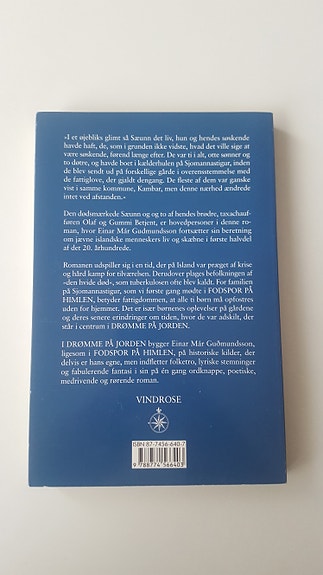 »I et øjebliks glimt så Sæunn det liv, hun og hendes søskende
havde haft, de, som i grunden ikke vidste, hvad det ville sige at
være søskende, førend længe efter. De var ti i alt, otte sønner og
to døtre, og havde boet i kælderhulen på Sjomannastigur, inden
de blev sendt ud på forskellige gårde i overensstemmelse med
de fattiglove, der gjaldt dengang. De fleste af dem var ganske
vist i samme kommune, Kambar, men denne nærhed ændrede
intet ved afstanden.«
Den dødsmærkede Sæunn og og to af hendes brødre, taxachauf-
føren Olaf og Gummi Betjent, er hovedpersoner i denne ro-
man, hvor Einar Már Guðmundsson fortsætter sin beretning
om jævne islandske menneskers liv og skæbne i første halvdel
af det 20. århundrede.
Romanen udspiller sig i en tid, der på Island var præget af krise
og hård kamp for tilværelsen. Derudover plages befolkningen af
»den hvide død«, som tuberkulosen ofte blev kaldt. For familien
på Sjomannastigur, som vi første gang mødte i FODSPOR PÅ
HIMLEN, betyder fattigdommen, at alle ti børn må opfostres
uden for hjemmet. Det er især børnenes oplevelser på gårdene
og deres senere erindringer om tiden, hvor de var adskilt, der
står i centrum i DRØMME PÅ JORDEN.
I DRØMME PÅ JORDEN bygger Einar Már Guðmundsson,
ligesom i FODSPOR PÅ HIMLEN, på historiske kilder, der
delvis er hans egne, men indfletter folketro, lyriske stemninger
og fabulerende fantasi i sin på én gang ordknappe, poetiske,
medrivende og rørende roman.
VINDROSE
ISBN 87-7456-640-7
9 788774 566403